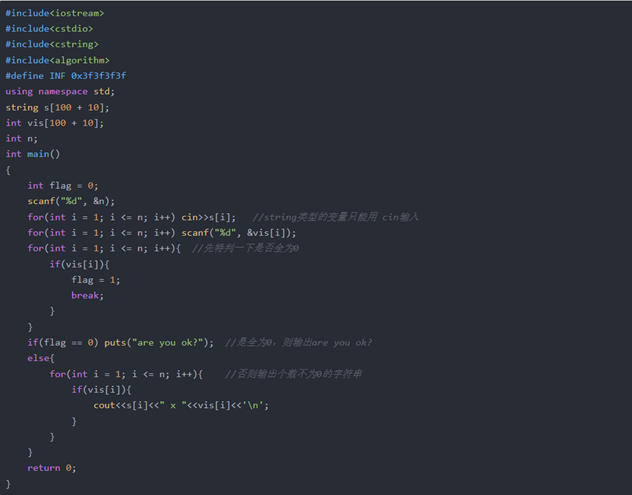 #include<iostream>
#include<cstdio>
#include<cstring>
#include<algorithm>
#define INF 0x3f3f3f3f
using namespace std;
string s[100 + 10];
int vis[100 + 10];
int n;
int main()
{
    int flag = 0;
    scanf("%d", &n);
    for(int i = 1; i <= n; i++) cin>>s[i];   //string类型的变量只能用 cin输入
    for(int i = 1; i <= n; i++) scanf("%d", &vis[i]);
    for(int i = 1; i <= n; i++){  //先特判一下是否全为0
        if(vis[i]){
            flag = 1;
            break;
        }
    }
    if(flag == 0) puts("are you ok?");  //是全为0，则输出are you ok?
    else{
        for(int i = 1; i <= n; i++){    //否则输出个数不为0的字符串
            if(vis[i]){
                cout<<s[i]<<" x "<<vis[i]<<'\n';
            }
        }
    }
    return 0;
}